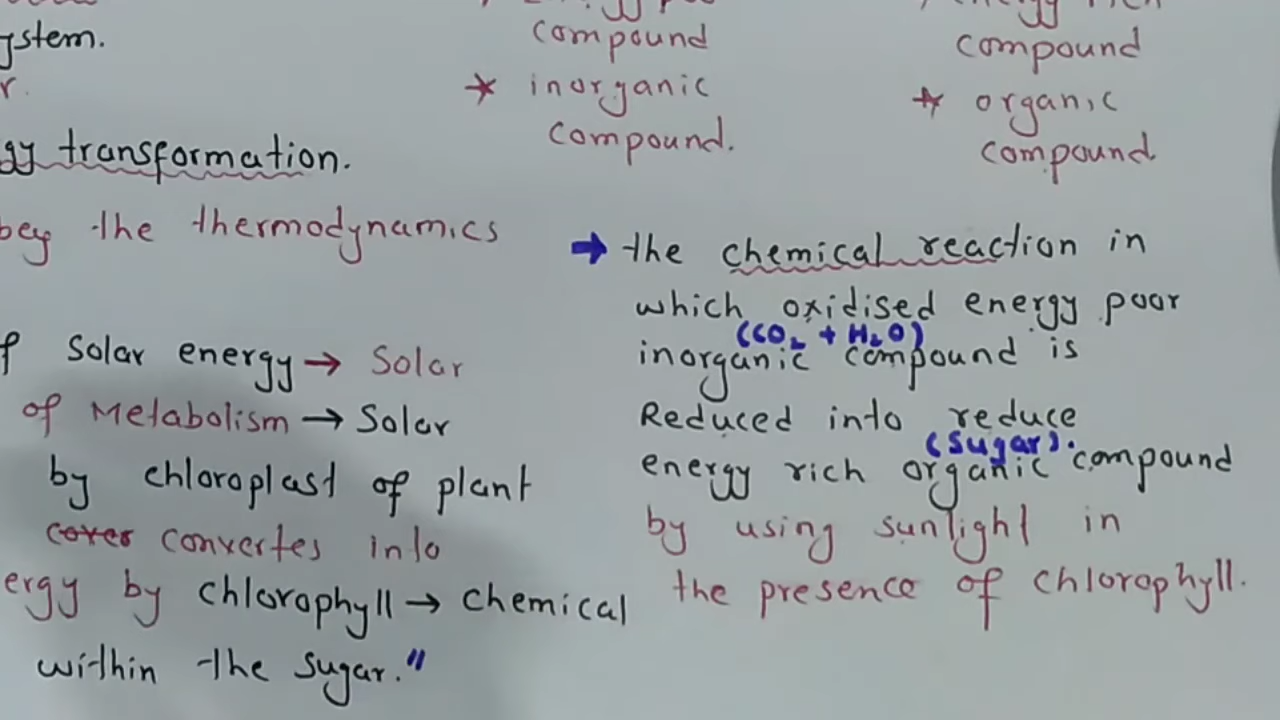 ystem.
r.
gy transformation.
bey the thermodynamics
f Solar energy → Solar
of Metabolism → Solar
by chloroplast of plant
cover convertes into
ergy by chlorophyll → chemical
within the sugar."
compound
* inorganic
compound.
energy rich
compound
* organic
compound.
→ the chemical reaction in
which oxidised energy poor
(CO₂ + H₂O)
inorganic compound is
Reduced into reduce
(sugar).
energy rich organic compound
by using sunlight in
the presence of chlorophyll.